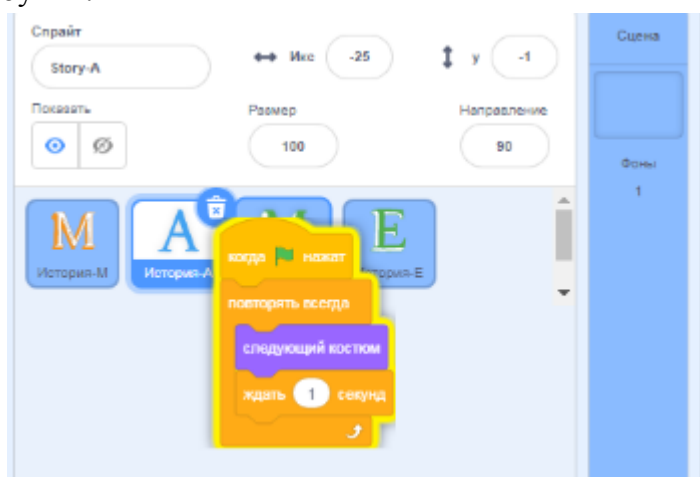 Спрайт
Story-A
Икс
-25
у
-1
Показать
Размер
100
Направление
90
Сцена
Фоны
1
М
История-М
А
История-А
Е
История-Е
когда нажат
повторять всегда
следующий костюм
ждать 1 секунд